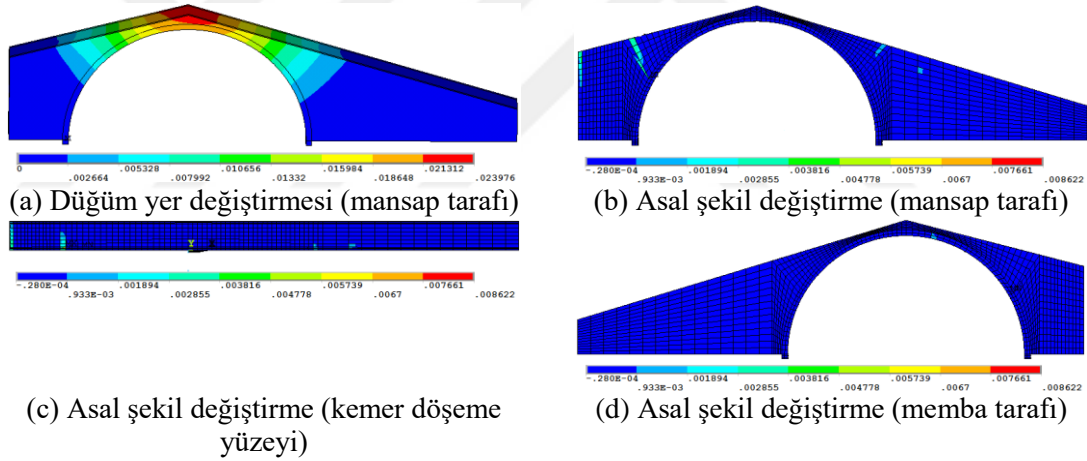 0 .005328 .010656 .015984 .021312
.002664 .007992 .01332 .018648 .023976
(a) Düğüm yer değiştirmesi (mansap tarafı)
-.280E-04 .001894 .003816 .005739 .007661
.933E-03 .002855 .004778 .0067 .008622
(b) Asal şekil değiştirme (mansap tarafı)
Y
-.280E-04 .001894 .003816 .005739 .007661
.933E-03 .002855 .004778 .0067 .008622
(c) Asal şekil değiştirme (kemer döşeme
yüzeyi)
-.280E-04 .001894 .003816 .005739 .007661
.933E-03 .002855 .004778 .0067 .008622
(d) Asal şekil değiştirme (memba tarafı)